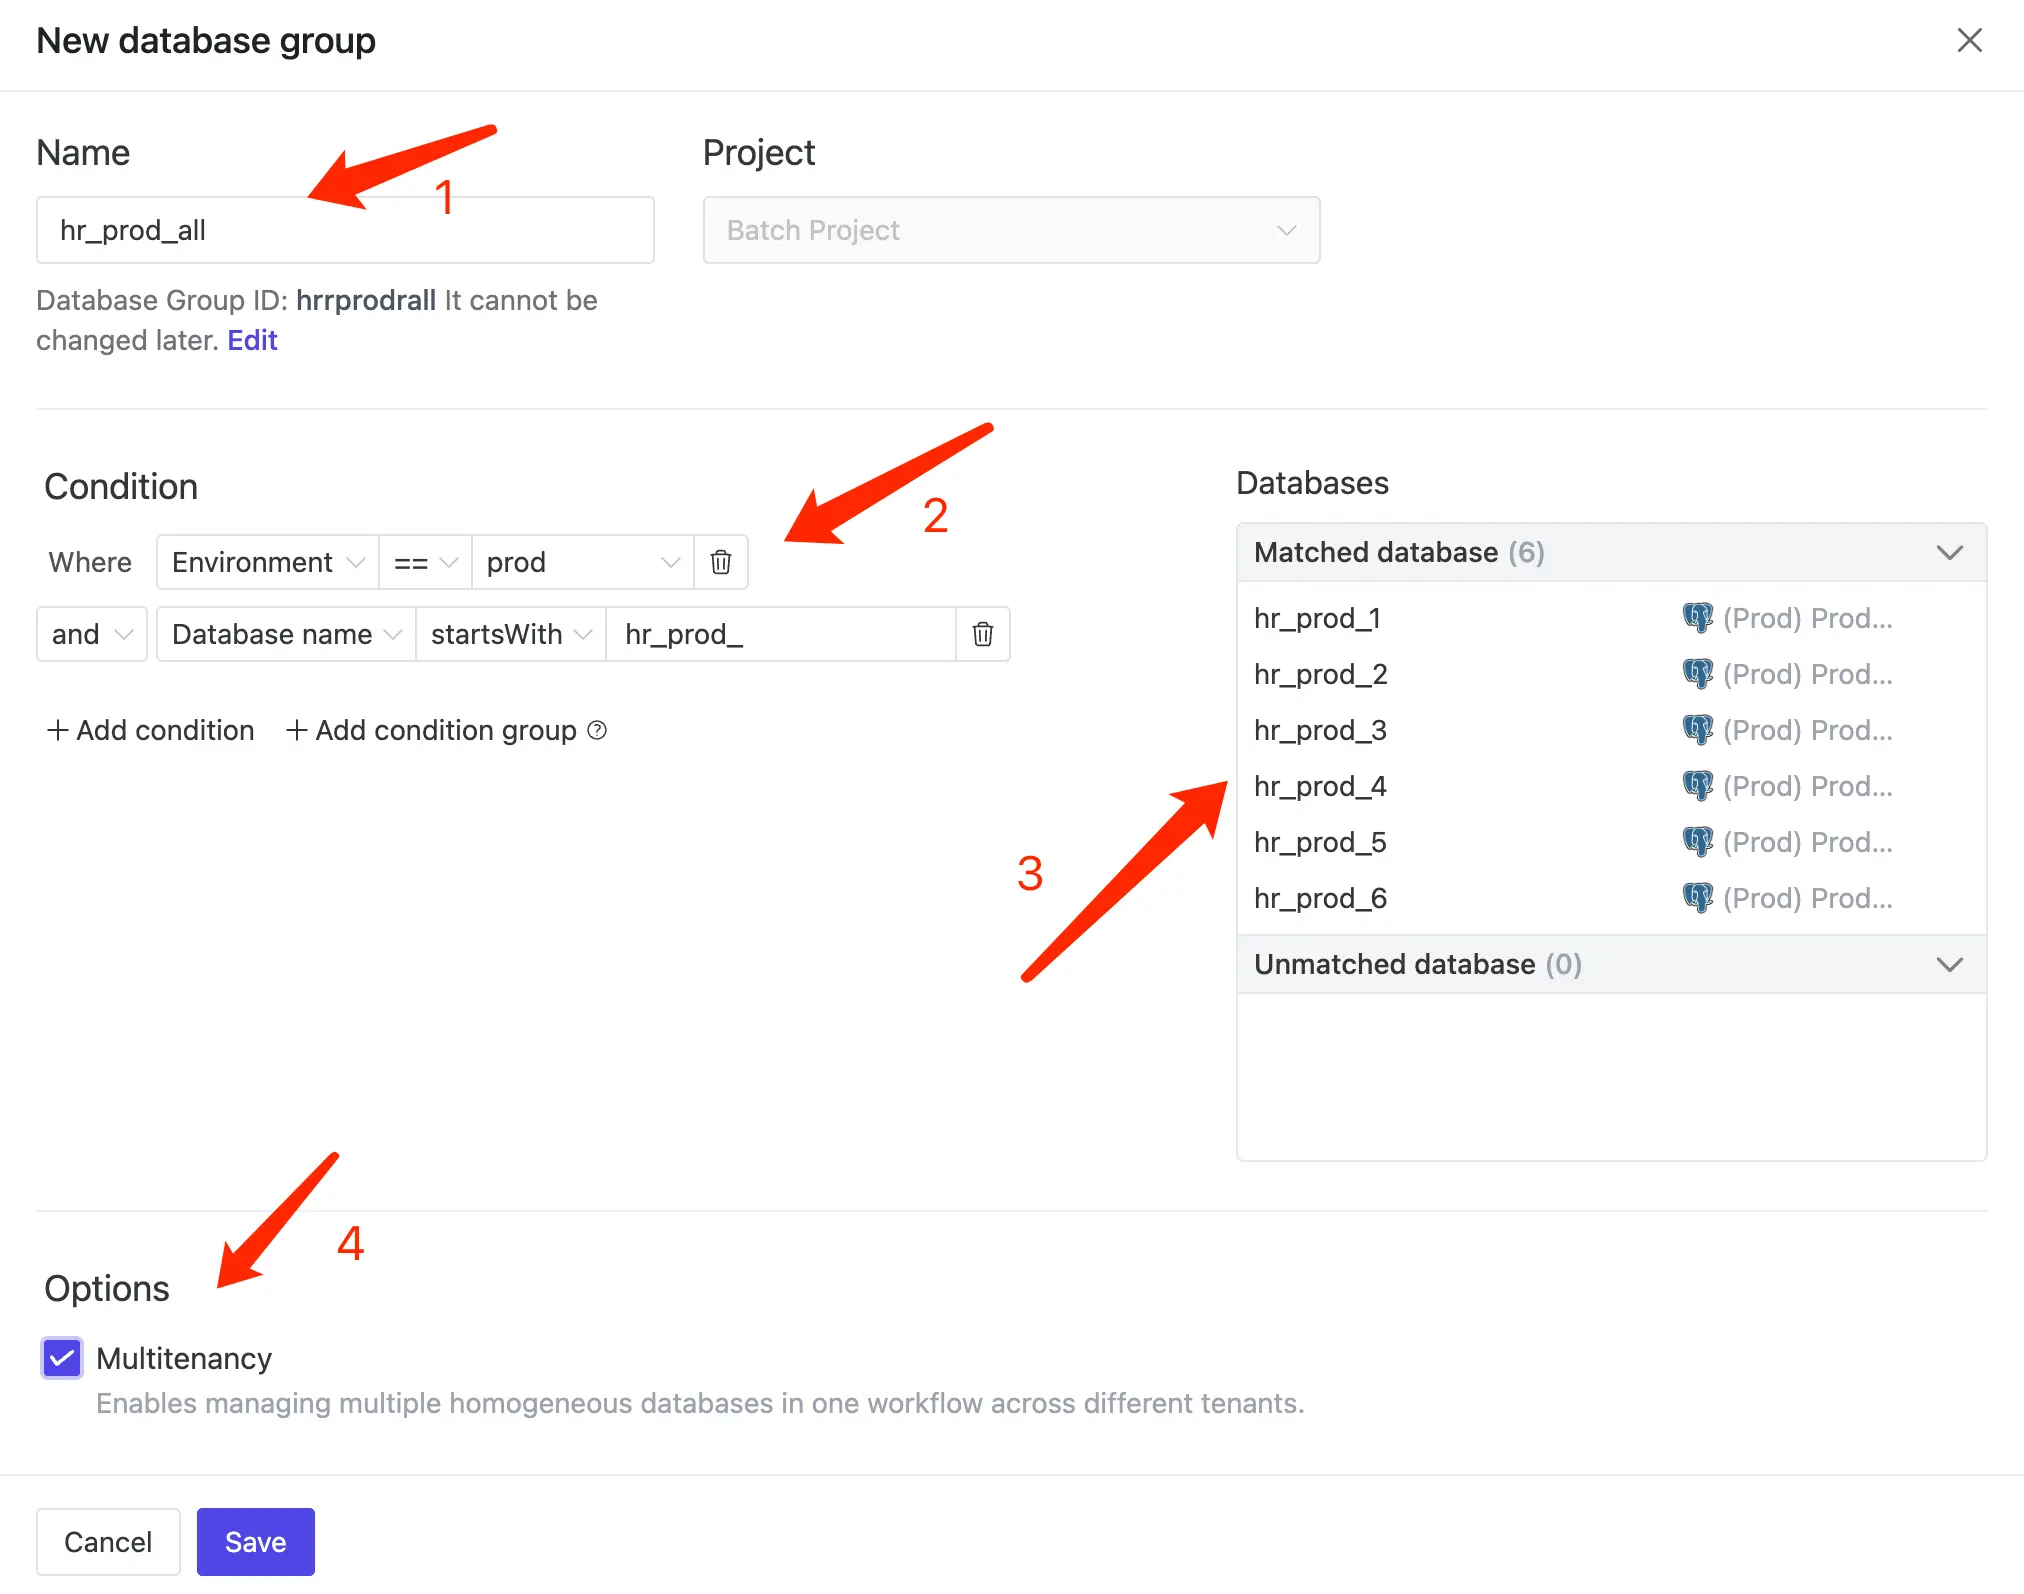 New database group
Name
1
Project
hr_prod_all
Batch Project
Database Group ID: hrrprodrall It cannot be
changed later. Edit
Condition
2
Where Environment == prod
and Database name startsWith hr_prod_
+ Add condition + Add condition group
Databases
Matched database (6)
hr_prod_1 (Prod) Prod...
hr_prod_2 (Prod) Prod...
hr_prod_3 (Prod) Prod...
hr_prod_4 (Prod) Prod...
hr_prod_5 (Prod) Prod...
hr_prod_6 (Prod) Prod...
3
Unmatched database (0)
4
Options
Multitenancy
Enables managing multiple homogeneous databases in one workflow across different tenants.
Cancel Save